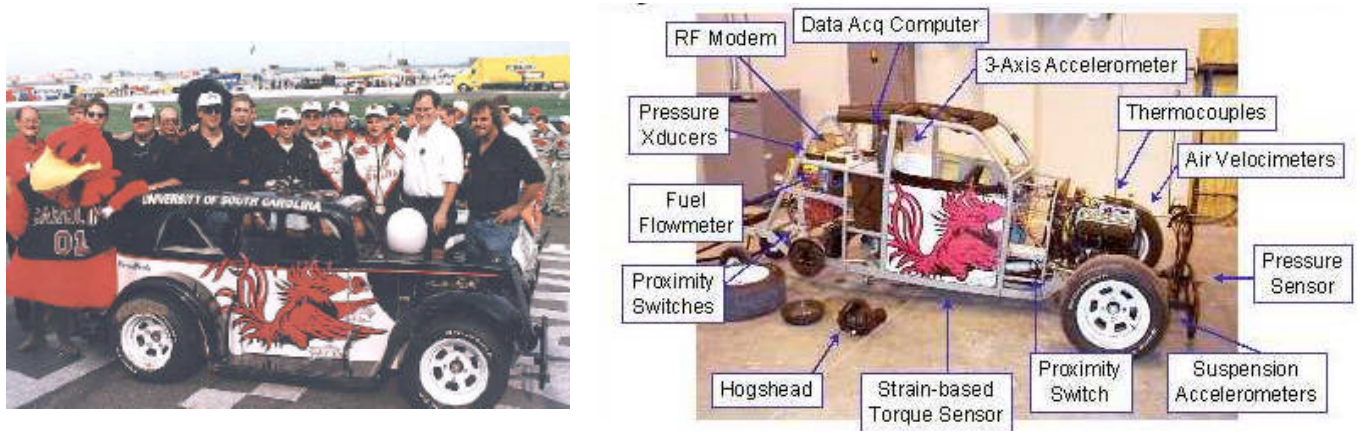 UNIVERSITY OF SOUTH CAROLINA
01
RF Modem
Data Acq Computer
3-Axis Accelerometer
Pressure
Xducers
Thermocouples
Air Velocimeters
Fuel
Flowmeter
Proximity
Switches
Pressure
Sensor
Hogshead
Strain-based
Torque Sensor
Proximity
Switch
Suspension
Accelerometers